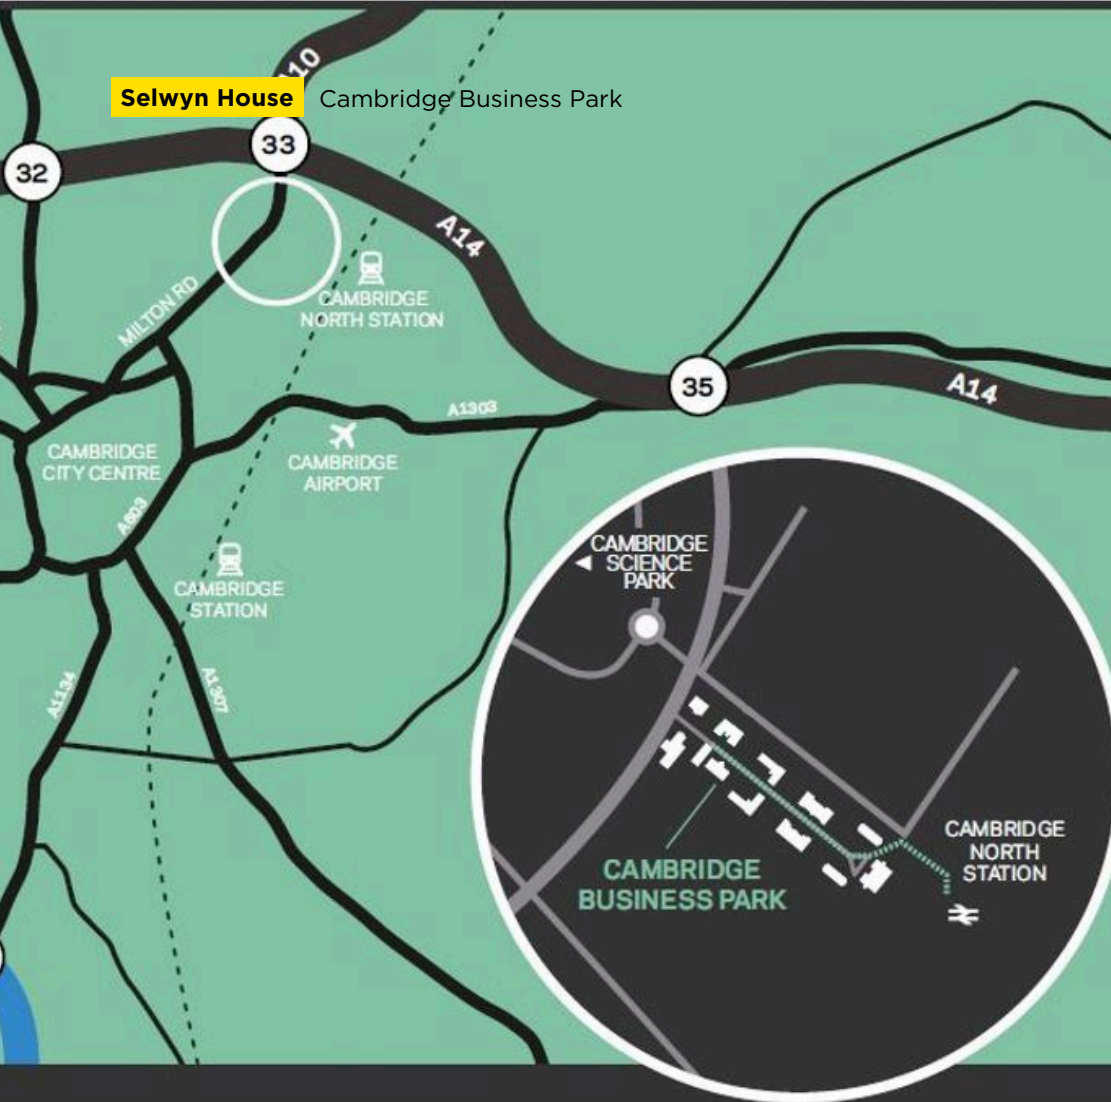 A10
Selwyn House Cambridge Business Park
33
32
A14
MILTON RD
CAMBRIDGE
NORTH STATION
35
A14
A1303
CAMBRIDGE
CITY CENTRE
CAMBRIDGE
AIRPORT
A603
CAMBRIDGE
STATION
A1134
A1307
CAMBRIDGE
SCIENCE
PARK
CAMBRIDGE
NORTH
STATION
CAMBRIDGE
BUSINESS PARK